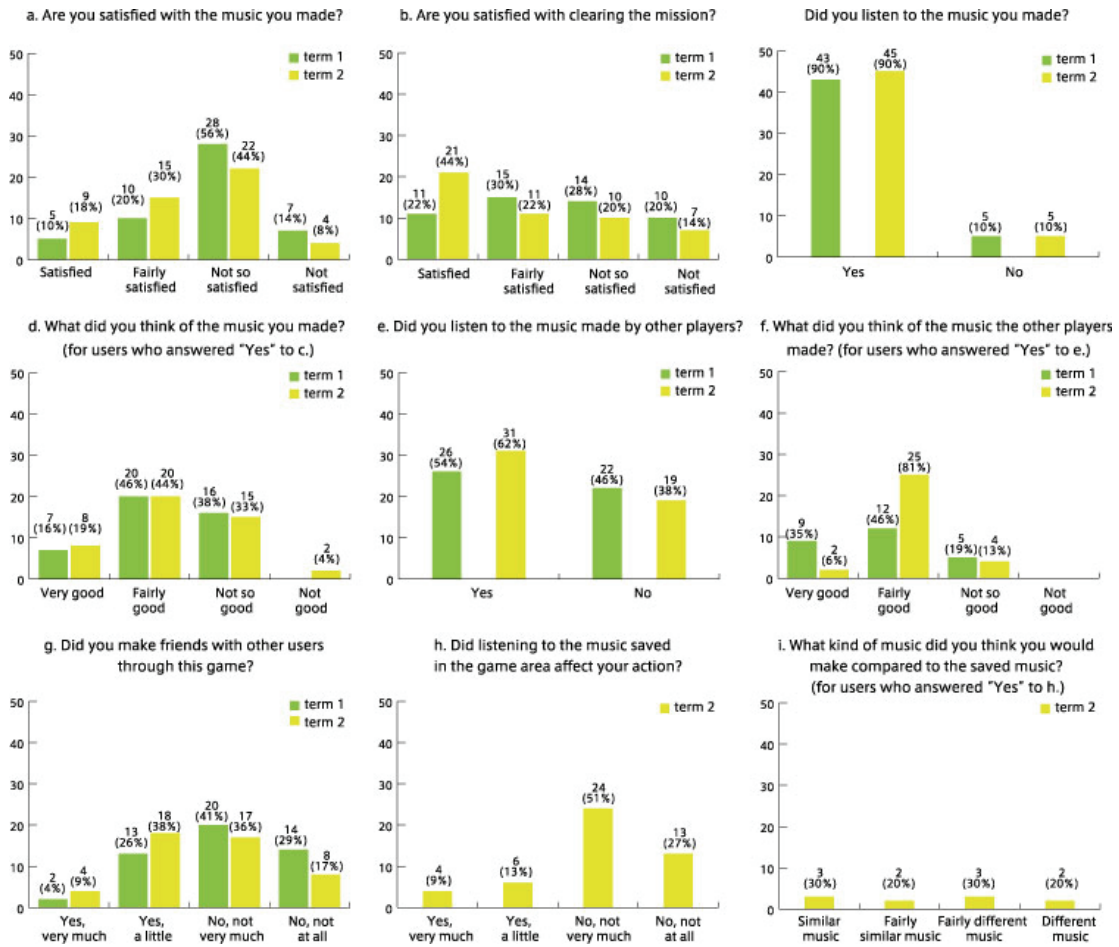 a. Are you satisfied with the music you made?
term 1
term 2
50
40
30
20
10
0
5
(10%)
9
(18%)
10
(20%)
15
(30%)
28
(56%)
22
(44%)
7
(14%)
4
(8%)
Satisfied
Fairly
satisfied
Not so
satisfied
Not
satisfied
b. Are you satisfied with clearing the mission?
term 1
term 2
50
40
30
20
10
0
11
(22%)
21
(44%)
15
(30%)
11
(22%)
14
(28%)
10
(20%)
10
(20%)
7
(14%)
Satisfied
Fairly
satisfied
Not so
satisfied
Not
satisfied
Did you listen to the music you made?
term 1
term 2
50
40
30
20
10
0
43
(90%)
45
(90%)
5
(10%)
5
(10%)
Yes
No
d. What did you think of the music you made?
(for users who answered "Yes" to c.)
term 1
term 2
50
40
30
20
10
0
7
(16%)
8
(19%)
20
(46%)
20
(44%)
16
(38%)
15
(33%)
2
(4%)
Very good
Fairly
good
Not so
good
Not
good
e. Did you listen to the music made by other players?
term 1
term 2
50
40
30
20
10
0
26
(54%)
31
(62%)
22
(46%)
19
(38%)
Yes
No
f. What did you think of the music the other players
made? (for users who answered "Yes" to e.)
term 1
term 2
50
40
30
20
10
0
9
(35%)
2
(6%)
12
(46%)
25
(81%)
5
(19%)
4
(13%)
Very good
Fairly
good
Not so
good
Not
good
g. Did you make friends with other users
through this game?
term 1
term 2
50
40
30
20
10
0
2
(4%)
4
(9%)
13
(26%)
18
(38%)
20
(41%)
17
(36%)
14
(29%)
8
(17%)
Yes,
very much
Yes,
a little
No, not
very much
No, not
at all
h. Did listening to the music saved
in the game area affect your action?
term 2
50
40
30
20
10
0
4
(9%)
6
(13%)
24
(51%)
13
(27%)
Yes,
very much
Yes,
a little
No, not
very much
No, not
at all
i. What kind of music did you think you would
make compared to the saved music?
(for users who answered "Yes" to h.)
term 2
50
40
30
20
10
0
3
(30%)
2
(20%)
3
(30%)
2
(20%)
Similar
music
Fairly
similar music
Fairly different
music
Different
music